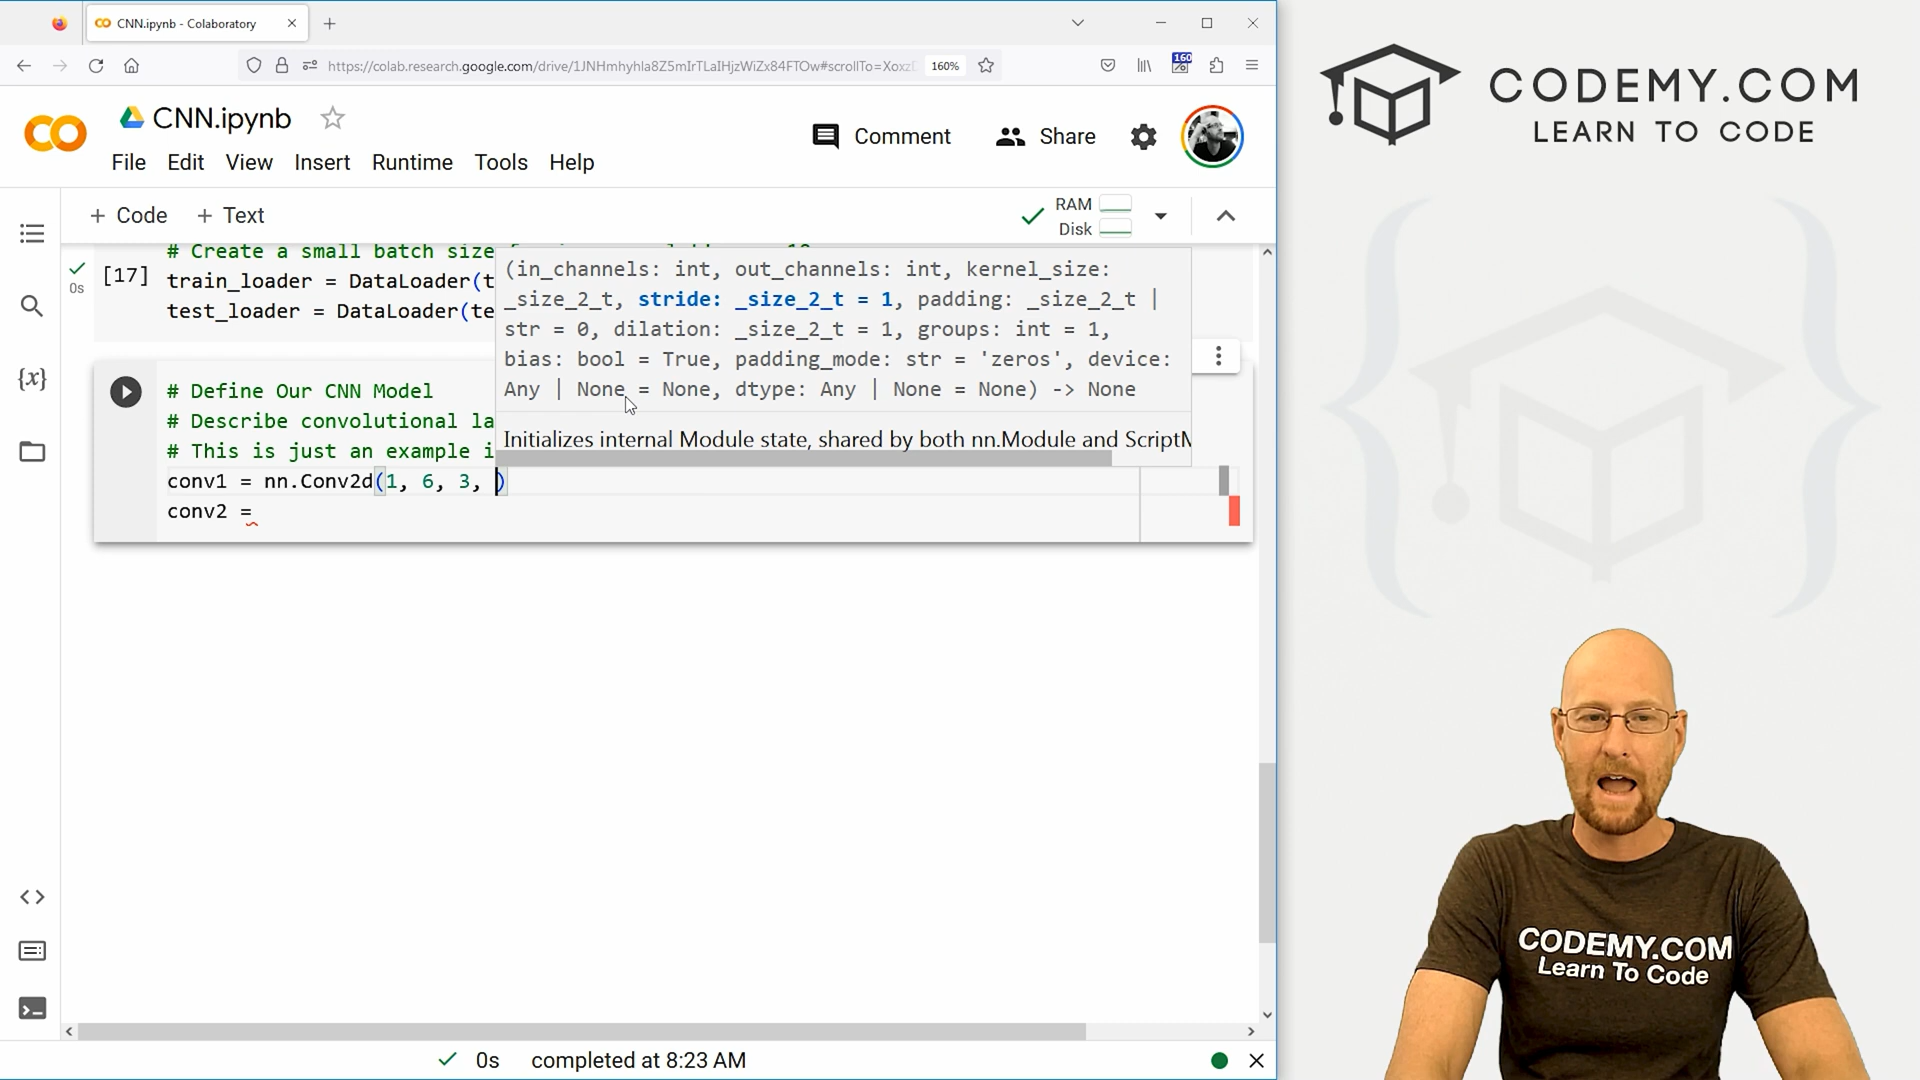 CNN.ipynb - Colaboratory
https://colab.research.google.com/drive/1JNHmhyhla8Z5mIrTLaIHjzWiZx84FTOw#scrollTo=Xoxz
160%
160
CODEMY.COM
LEARN TO CODE
CNN.ipynb
Comment
Share
File Edit View Insert Runtime Tools Help
+ Code + Text
RAM
Disk
# Create a small batch size
[17]
0s
train_loader = DataLoader(t
test_loader = DataLoader(te
(in_channels: int, out_channels: int, kernel_size:
_size_2_t, stride: _size_2_t = 1, padding: _size_2_t |
str = 0, dilation: _size_2_t = 1, groups: int = 1,
bias: bool = True, padding_mode: str = 'zeros', device:
Any | None = None, dtype: Any | None = None) -> None
Initializes internal Module state, shared by both nn.Module and ScriptM
# Define Our CNN Model
# Describe convolutional la
# This is just an example i
conv1 = nn.Conv2d(1, 6, 3, )
conv2 =
0s completed at 8:23 AM
CODEMY.COM
Learn To Code